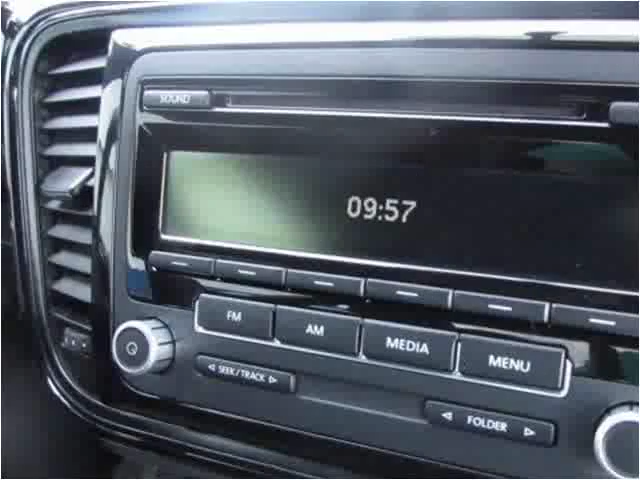 SOUND
09:57
FM AM MEDIA MENU
◁ SEEK / TRACK ▷
◁ FOLDER ▷